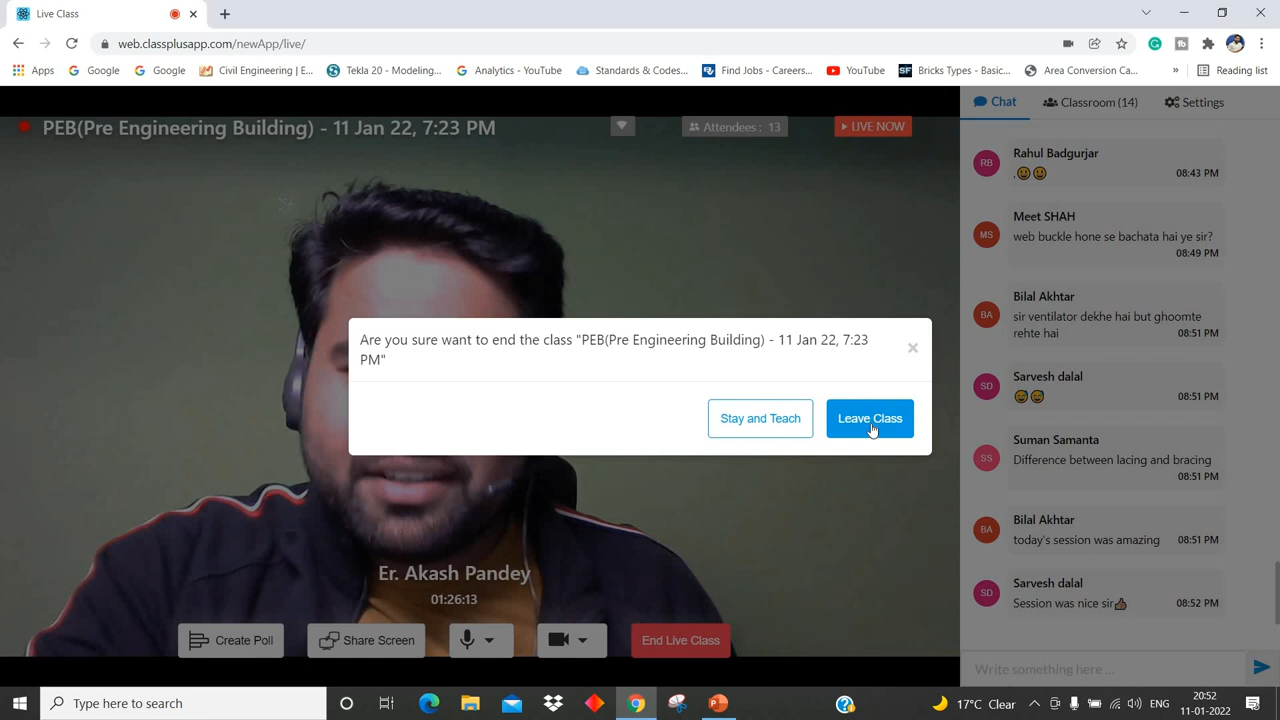 Live Class
web.classplusapp.com/newApp/live/
Apps
Google
Google
Civil Engineering | E...
Tekla 20 - Modeling...
Analytics - YouTube
Standards & Codes...
Find Jobs - Careers...
YouTube
SF
Bricks Types - Basic...
Area Conversion Ca...
»
Reading list
PEB(Pre Engineering Building) - 11 Jan 22, 7:23 PM
Attendees : 13
LIVE NOW
Chat
Classroom (14)
Settings
RB
Rahul Badgurjar
.😀😀
08:43 PM
MS
Meet SHAH
web buckle hone se bachata hai ye sir?
08:49 PM
BA
Bilal Akhtar
sir ventilator dekhe hai but ghoomte
rehte hai
08:51 PM
SD
Sarvesh dalal
😅😅
08:51 PM
SS
Suman Samanta
Difference between lacing and bracing
08:51 PM
BA
Bilal Akhtar
today's session was amazing
08:51 PM
SD
Sarvesh dalal
Session was nice sir👍🏽
08:52 PM
Write something here ...
Are you sure want to end the class "PEB(Pre Engineering Building) - 11 Jan 22, 7:23
PM"
×
Stay and Teach
Leave Class
Er. Akash Pandey
01:26:13
Create Poll
Share Screen
End Live Class
Type here to search
17°C Clear
ENG
20:52
11-01-2022